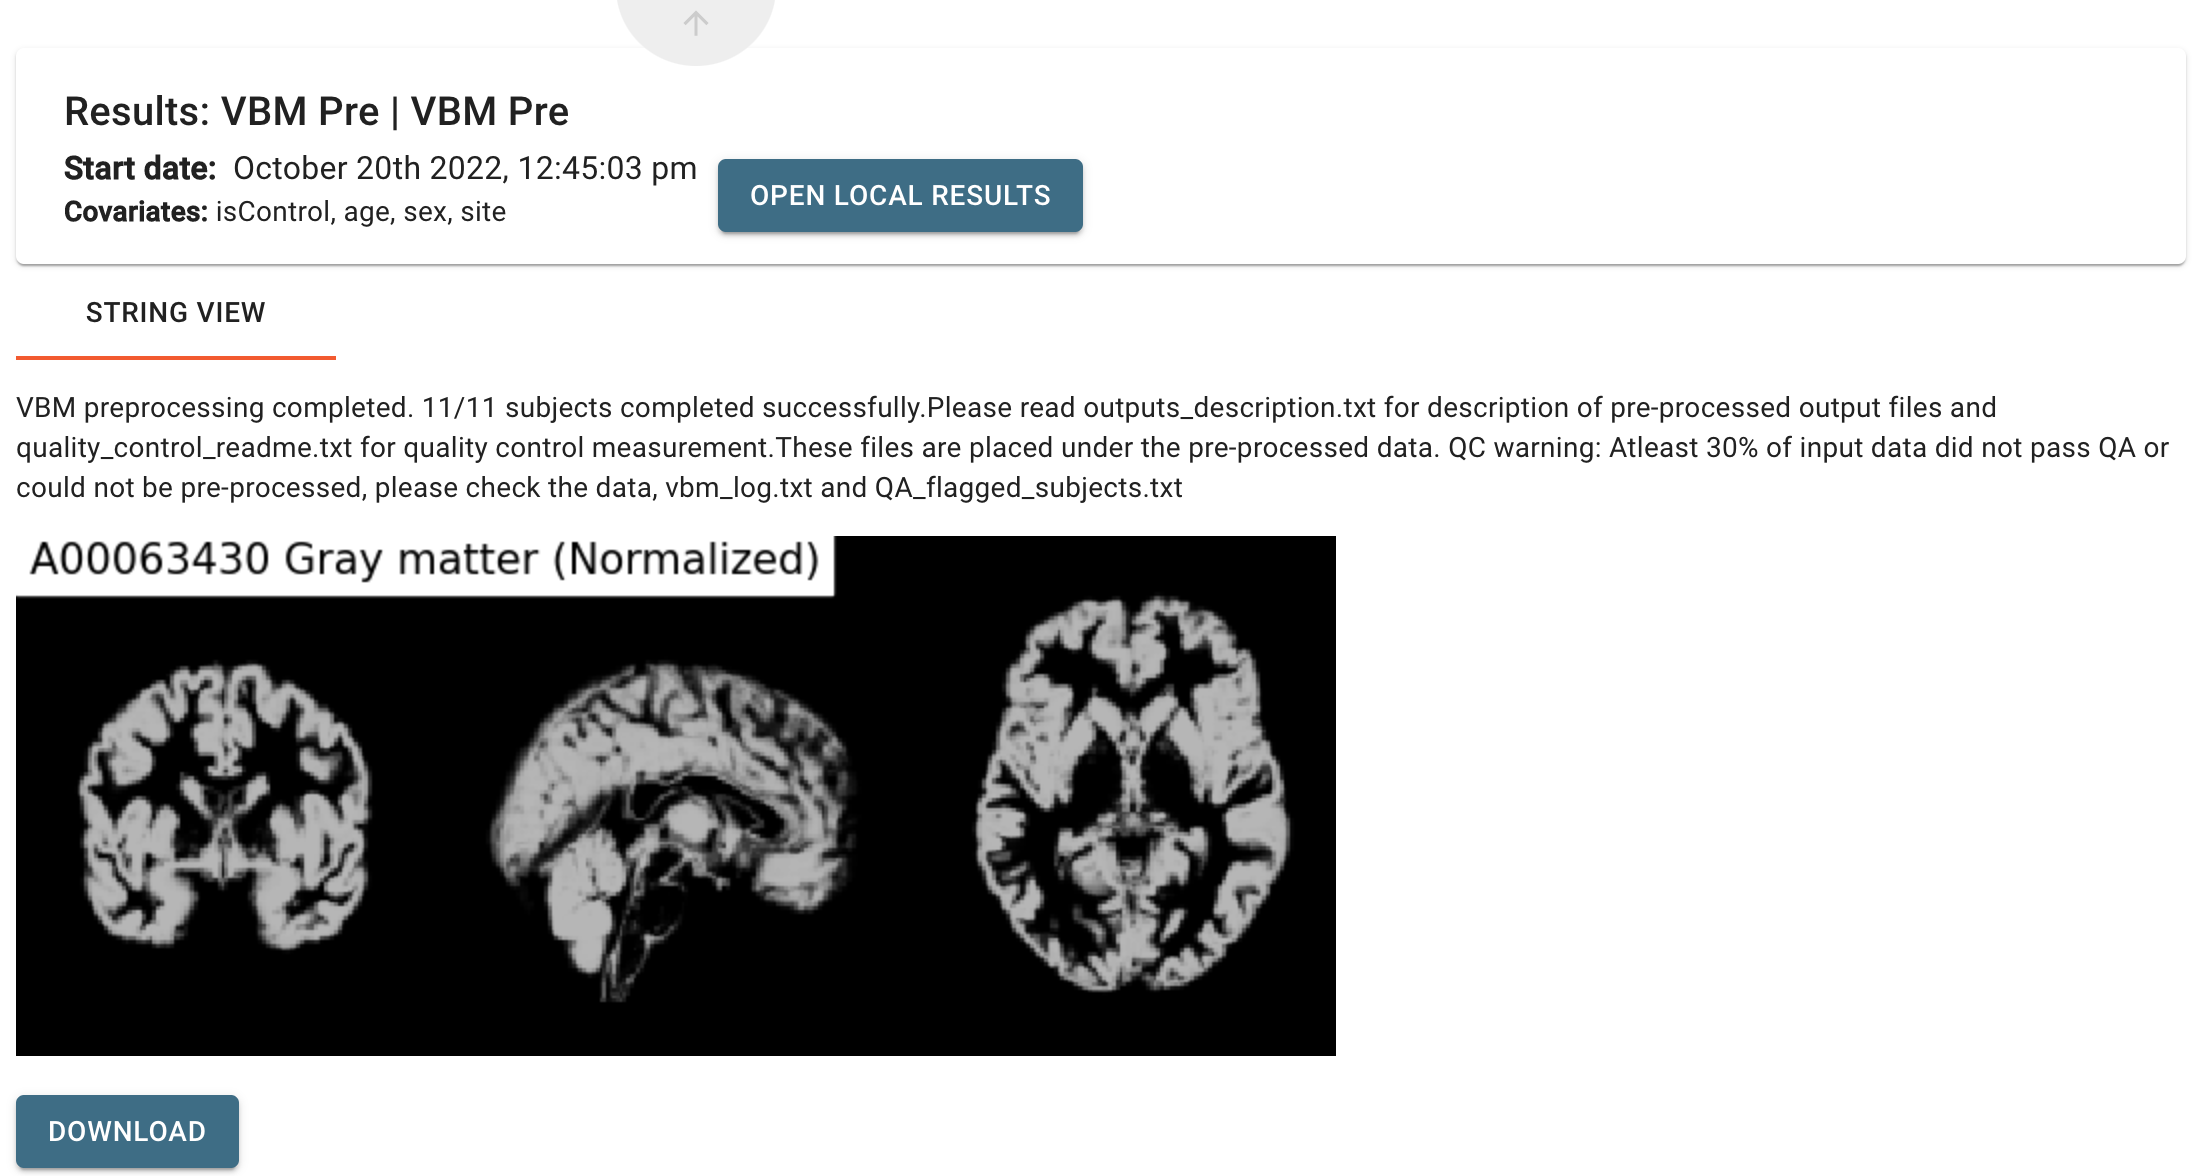 Results: VBM Pre | VBM Pre
Start date: October 20th 2022, 12:45:03 pm
OPEN LOCAL RESULTS
Covariates: isControl, age, sex, site
STRING VIEW
VBM preprocessing completed. 11/11 subjects completed successfully.Please read outputs_description.txt for description of pre-processed output files and
quality_control_readme.txt for quality control measurement.These files are placed under the pre-processed data. QC warning: Atleast 30% of input data did not pass QA or
could not be pre-processed, please check the data, vbm_log.txt and QA_flagged_subjects.txt
A00063430 Gray matter (Normalized)
DOWNLOAD